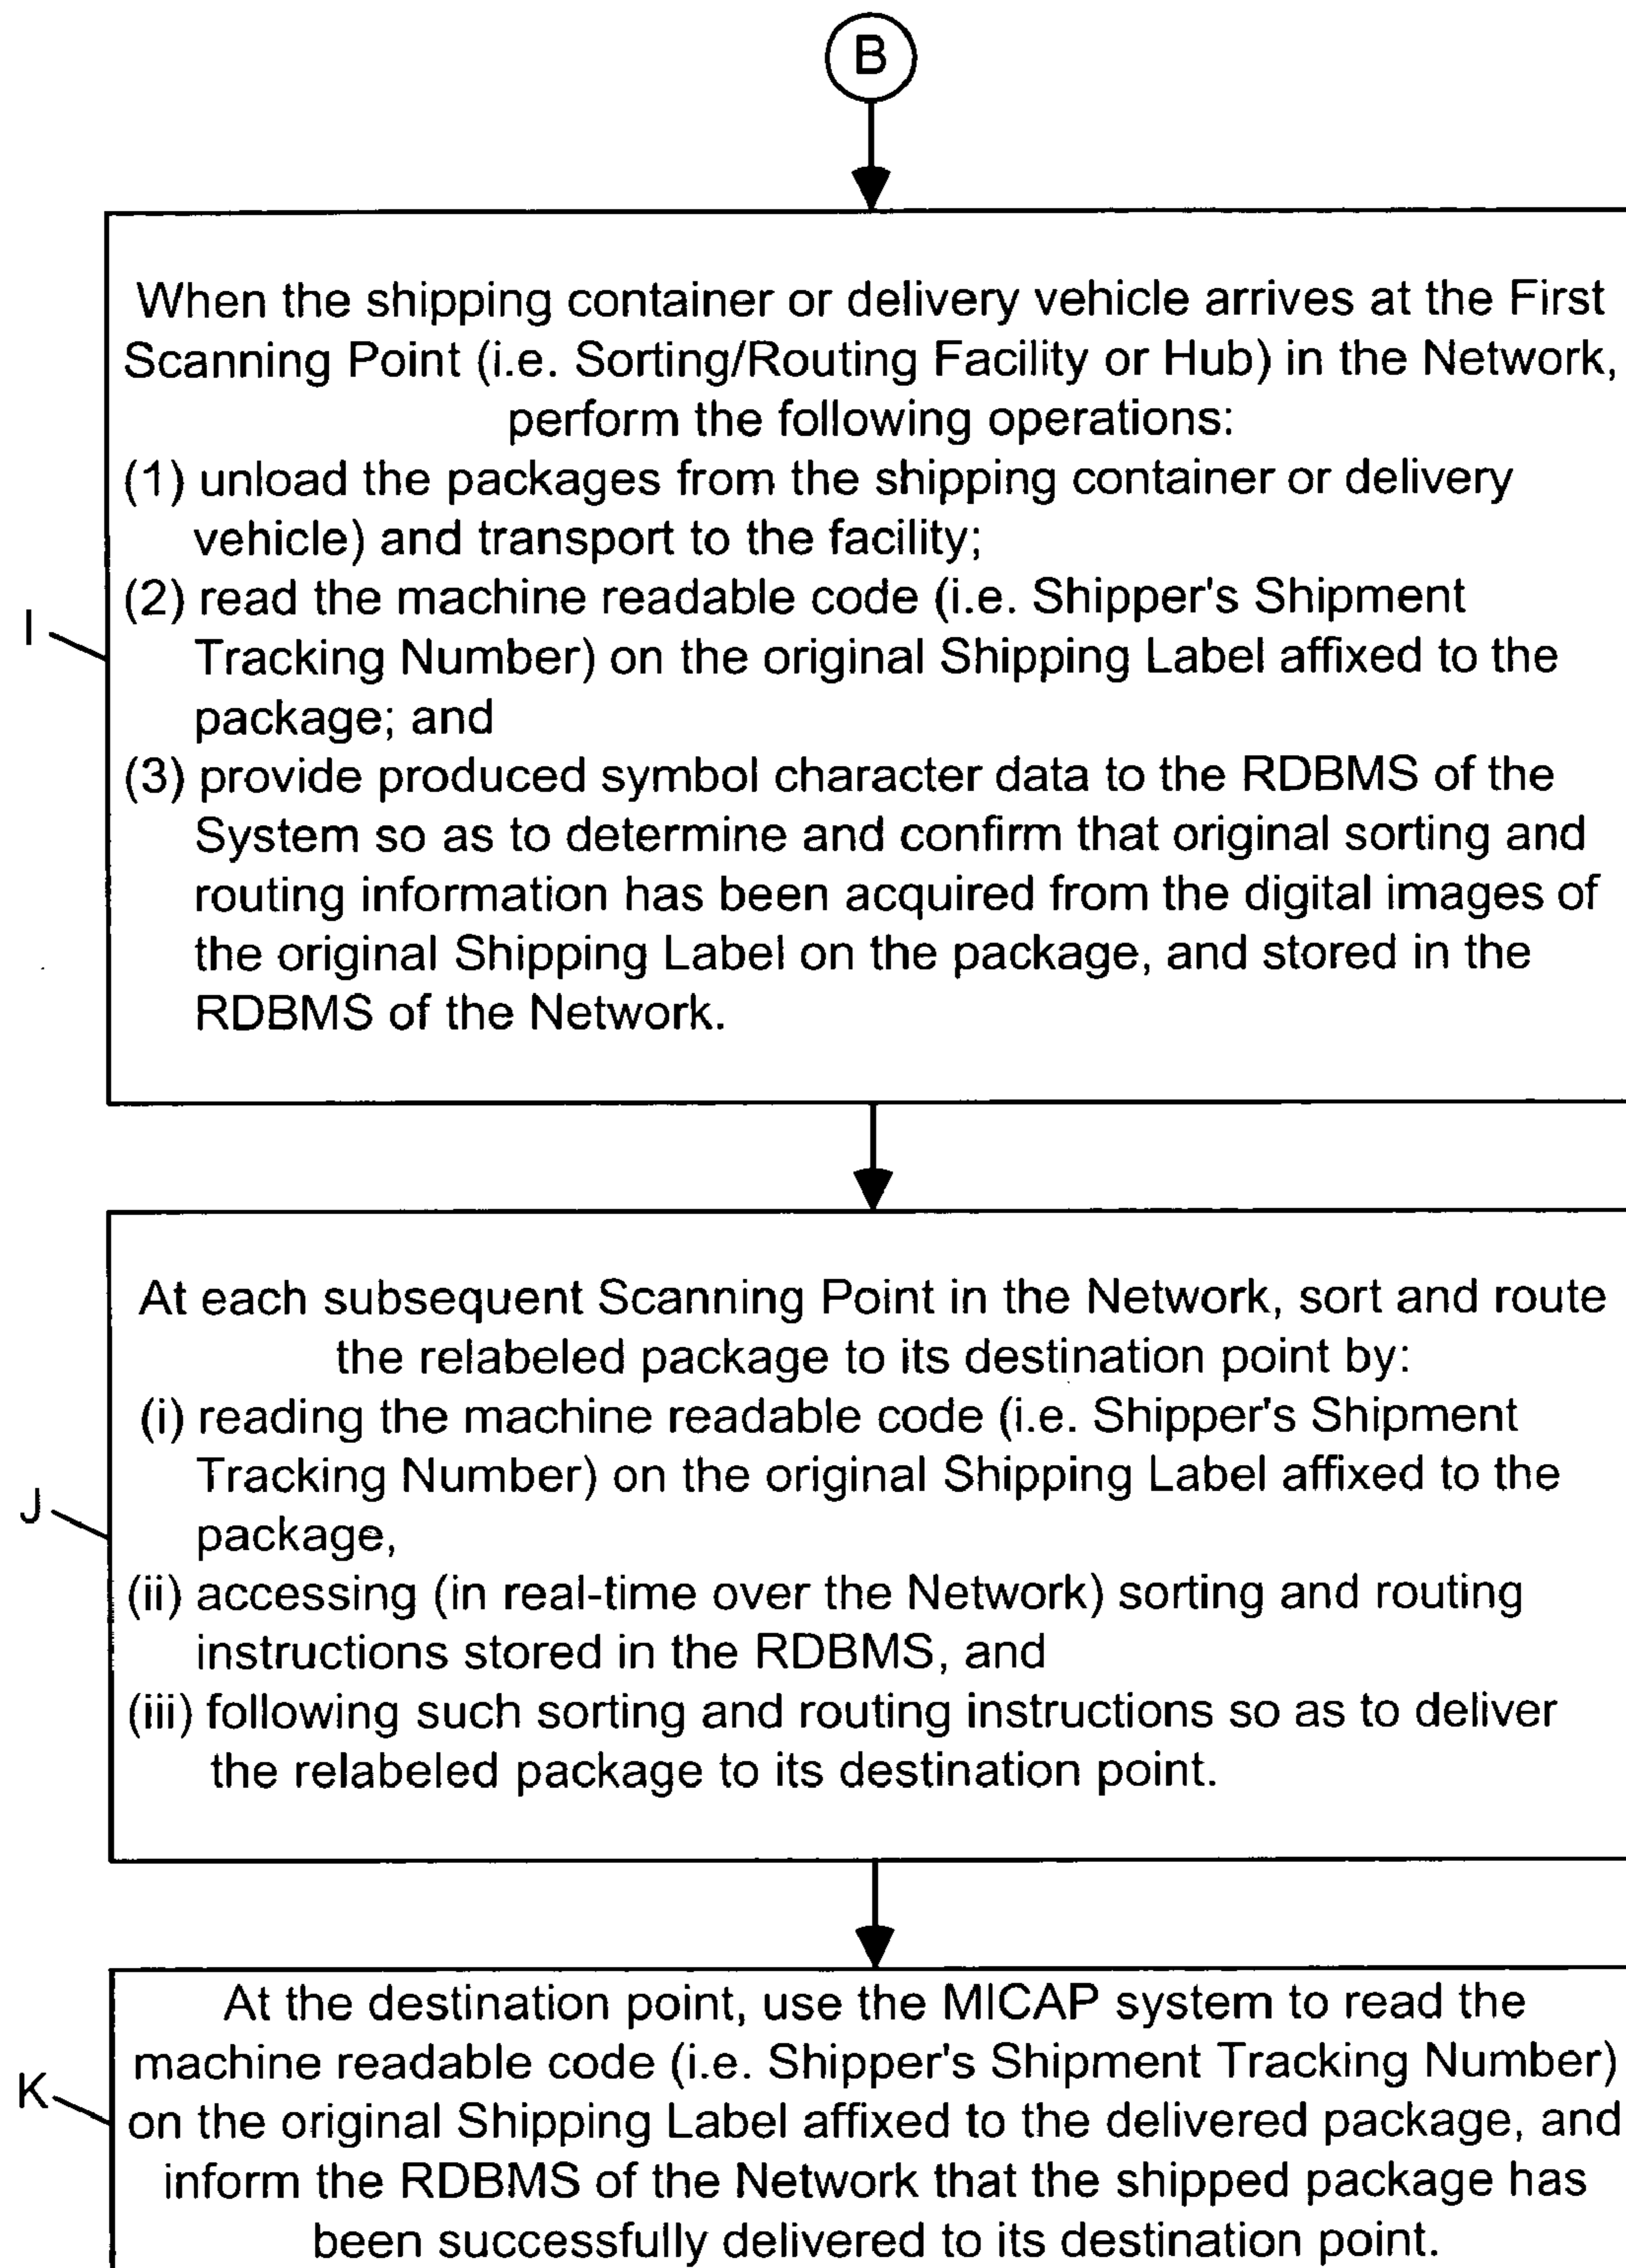 B
When the shipping container or delivery vehicle arrives at the First
Scanning Point (i.e. Sorting/Routing Facility or Hub) in the Network,
perform the following operations:
(1) unload the packages from the shipping container or delivery
vehicle) and transport to the facility;
(2) read the machine readable code (i.e. Shipper's Shipment
I
Tracking Number) on the original Shipping Label affixed to the
package; and
(3) provide produced symbol character data to the RDBMS of the
System so as to determine and confirm that original sorting and
routing information has been acquired from the digital images of
the original Shipping Label on the package, and stored in the
RDBMS of the Network.
At each subsequent Scanning Point in the Network, sort and route
the relabeled package to its destination point by:
(i) reading the machine readable code (i.e. Shipper's Shipment
Tracking Number) on the original Shipping Label affixed to the
J
package,
(ii) accessing (in real-time over the Network) sorting and routing
instructions stored in the RDBMS, and
(iii) following such sorting and routing instructions so as to deliver
the relabeled package to its destination point.
At the destination point, use the MICAP system to read the
machine readable code (i.e. Shipper's Shipment Tracking Number)
K
on the original Shipping Label affixed to the delivered package, and
inform the RDBMS of the Network that the shipped package has
been successfully delivered to its destination point.